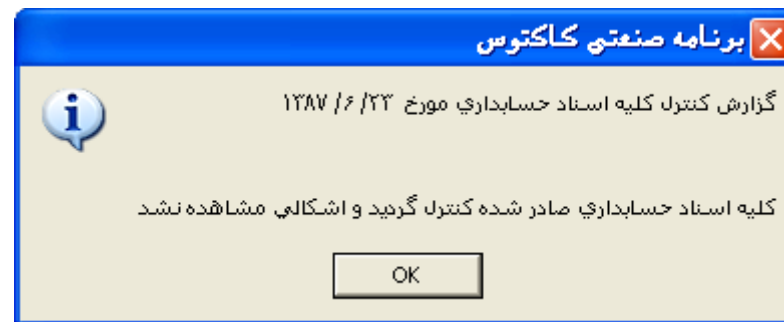 برنامه صنعتي كاكتوس
گزارش كنترل كليه اسناد حسابداري مورخ ۱۳۸۷/۶/۲۳
كليه اسناد حسابداري صادر شده كنترل گرديد و اشكالي مشاهده نشد
OK